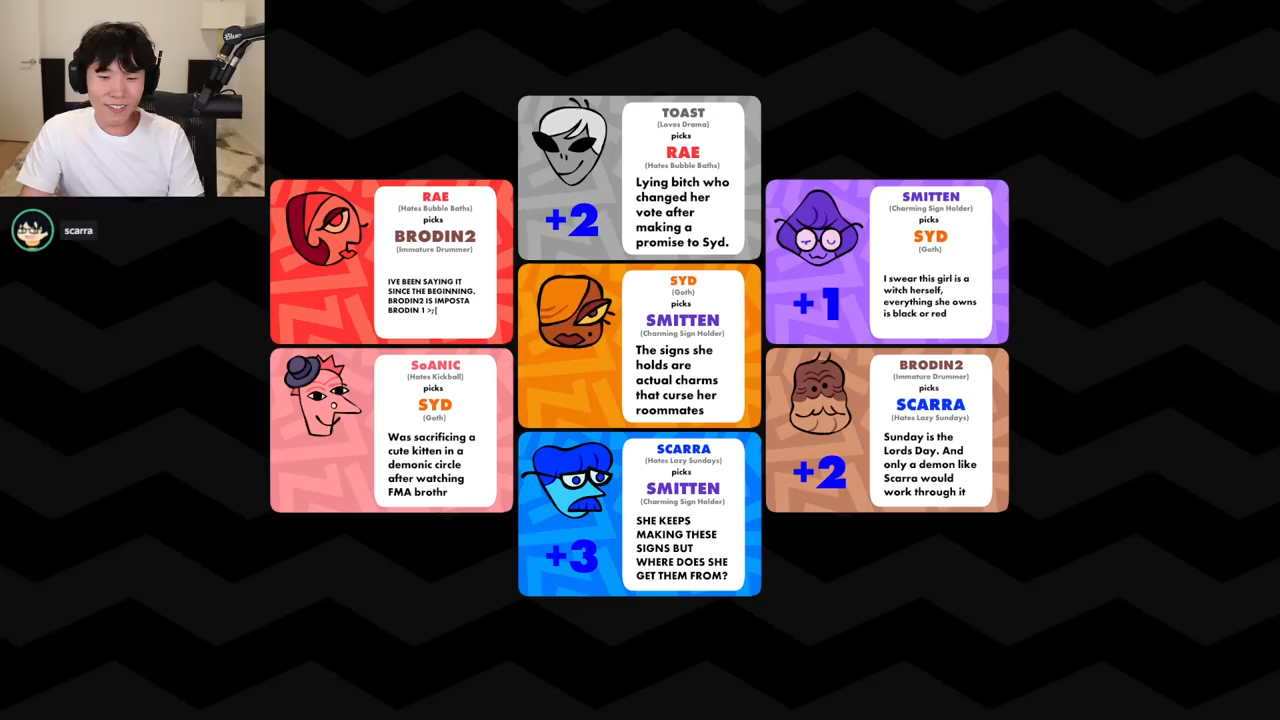 Blue
scarra
TOAST
(Loves Drama)
picks
RAE
(Hates Bubble Baths)
Lying bitch who
changed her
vote after
making a
promise to Syd.
+2
RAE
(Hates Bubble Baths)
picks
BRODIN2
(Immature Drummer)
IVE BEEN SAYING IT
SINCE THE BEGINNING.
BRODIN2 IS IMPOSTA
BRODIN 1 >;[
SMITTEN
(Charming Sign Holder)
picks
SYD
(Goth)
I swear this girl is a
witch herself,
everything she owns
is black or red
+1
SYD
(Goth)
picks
SMITTEN
(Charming Sign Holder)
The signs she
holds are
actual charms
that curse her
roommates
SoANIC
(Hates Kickball)
picks
SYD
(Goth)
Was sacrificing a
cute kitten in a
demonic circle
after watching
FMA brothr
BRODIN2
(Immature Drummer)
picks
SCARRA
(Hates Lazy Sundays)
Sunday is the
Lords Day. And
only a demon like
Scarra would
work through it
+2
SCARRA
(Hates Lazy Sundays)
picks
SMITTEN
(Charming Sign Holder)
SHE KEEPS
MAKING THESE
SIGNS BUT
WHERE DOES SHE
GET THEM FROM?
+3